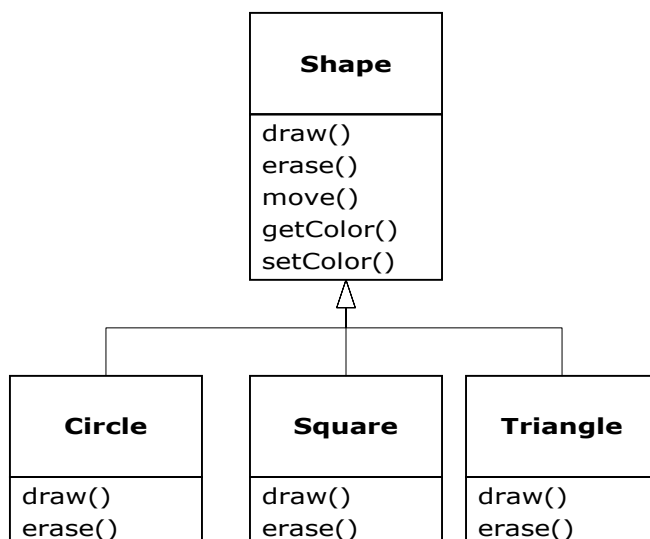 Shape
draw()
erase()
move()
getColor()
setColor()
Circle
draw()
erase()
Square
draw()
erase()
Triangle
draw()
erase()